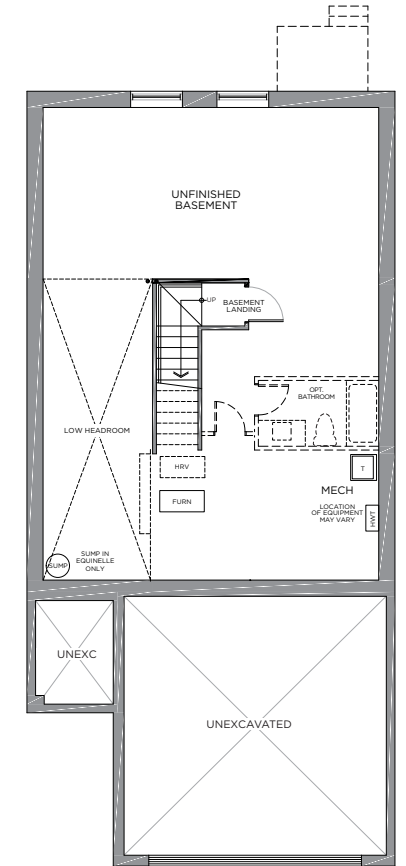 UNFINISHED
BASEMENT
UP
BASEMENT
LANDING
OPT.
BATHROOM
LOW HEADROOM
HRV
T
MECH
FURN
LOCATION
OF EQUIPMENT
MAY VARY
HWT
SUMP IN
EQUINELLE
ONLY
SUMP
UNEXC
UNEXCAVATED